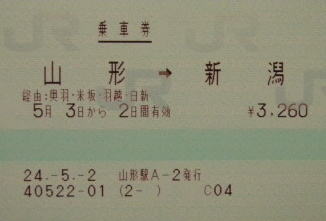 乗車券
山形 → 新潟
経由:奥羽・米坂・羽越・白新
5月 3日から 2日間有効 ¥3,260
24.-5.-2 山形駅A-2発行
40522-01 (2- ) C04